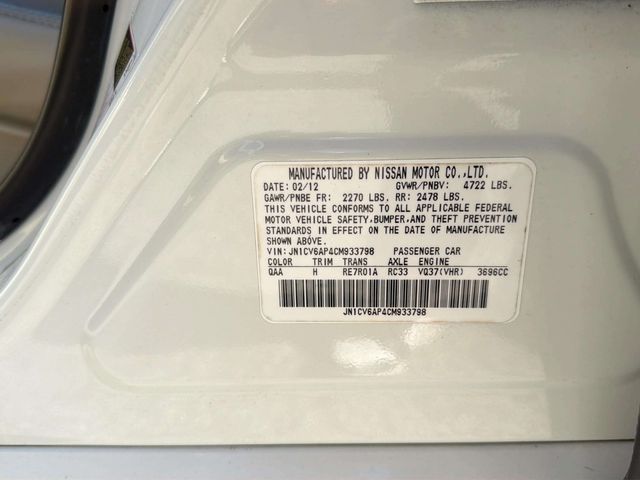 MANUFACTURED BY NISSAN MOTOR CO.,LTD.
DATE: 02/12 GVWR/PNBV: 4722 LBS.
GAWR/PNBE FR: 2270 LBS. RR: 2478 LBS.
THIS VEHICLE CONFORMS TO ALL APPLICABLE FEDERAL
MOTOR VEHICLE SAFETY, BUMPER, AND THEFT PREVENTION
STANDARDS IN EFFECT ON THE DATE OF MANUFACTURE
SHOWN ABOVE.
VIN: JN1CV6AP4CM933798 PASSENGER CAR
COLOR TRIM TRANS AXLE ENGINE
QAA H RE7R01A RC33 VQ37(VHR) 3696CC
JN1CV6AP4CM933798